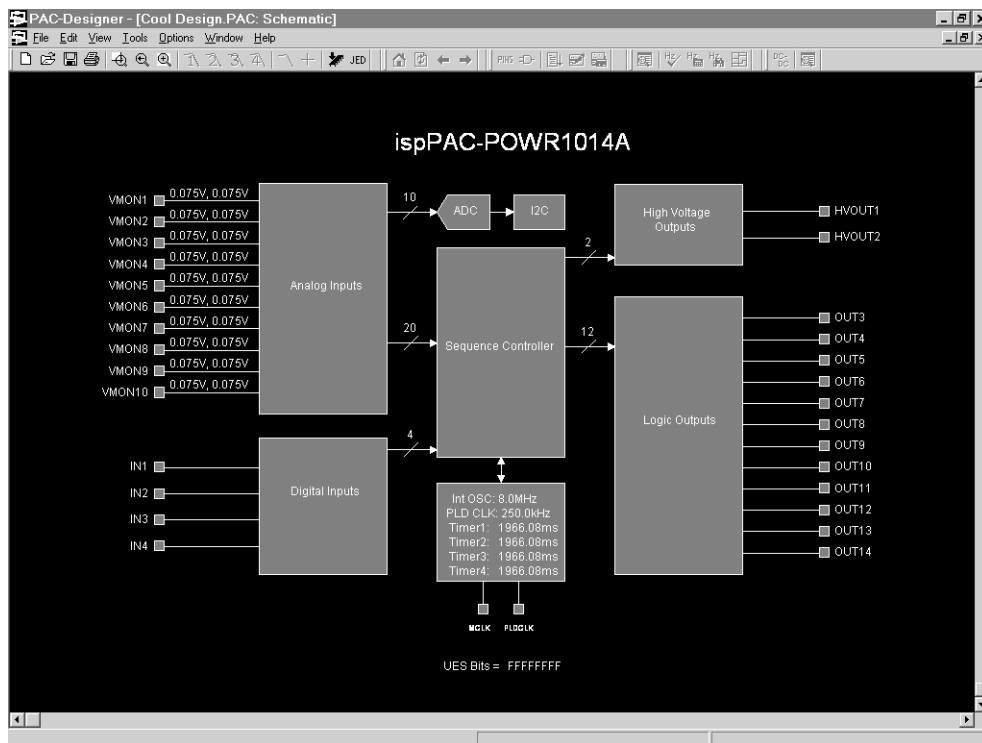 PAC-Designer - [Cool Design.PAC: Schematic]
File Edit View Tools Options Window Help
JED PINS Hz Hz Hz DC-DC
ispPAC-POWR1014A
VMON1 0.075V, 0.075V
VMON2 0.075V, 0.075V
VMON3 0.075V, 0.075V
VMON4 0.075V, 0.075V
VMON5 0.075V, 0.075V
VMON6 0.075V, 0.075V
VMON7 0.075V, 0.075V
VMON8 0.075V, 0.075V
VMON9 0.075V, 0.075V
VMON10 0.075V, 0.075V
Analog Inputs
10
ADC
I2C
20
IN1
IN2
IN3
IN4
Digital Inputs
4
Sequence Controller
2
12
Int OSC: 8.0MHz
PLD CLK: 250.0kHz
Timer1: 1966.08ms
Timer2: 1966.08ms
Timer3: 1966.08ms
Timer4: 1966.08ms
MCLK PLDCLK
High Voltage
Outputs
HVOUT1
HVOUT2
Logic Outputs
OUT3
OUT4
OUT5
OUT6
OUT7
OUT8
OUT9
OUT10
OUT11
OUT12
OUT13
OUT14
UES Bits = FFFFFFFF